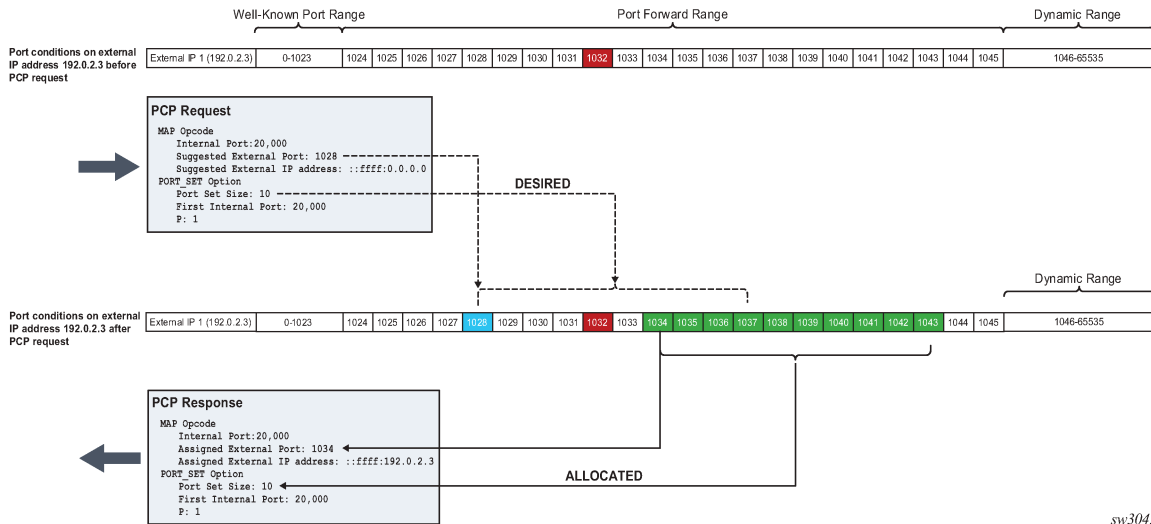 Well-Known Port Range Port Forward Range Dynamic Range
Port conditions on external
IP address 192.0.2.3 before
PCP request
External IP 1 (192.0.2.3) 0-1023 1024 1025 1026 1027 1028 1029 1030 1031 1032 1033 1034 1035 1036 1037 1038 1039 1040 1041 1042 1043 1044 1045 1046-65535
PCP Request
MAP Opcode
Internal Port:20,000
Suggested External Port: 1028
Suggested External IP address: ::ffff:0.0.0.0
PORT_SET Option
Port Set Size: 10
First Internal Port: 20,000
P: 1
DESIRED
Dynamic Range
Port conditions on external
IP address 192.0.2.3 after
PCP request
External IP 1 (192.0.2.3) 0-1023 1024 1025 1026 1027 1028 1029 1030 1031 1032 1033 1034 1035 1036 1037 1038 1039 1040 1041 1042 1043 1044 1045 1046-65535
PCP Response
MAP Opcode
Internal Port:20,000
Assigned External Port: 1034
Assigned External IP address: ::ffff:192.0.2.3
PORT_SET Option
Port Set Size: 10
First Internal Port: 20,000
P: 1
ALLOCATED